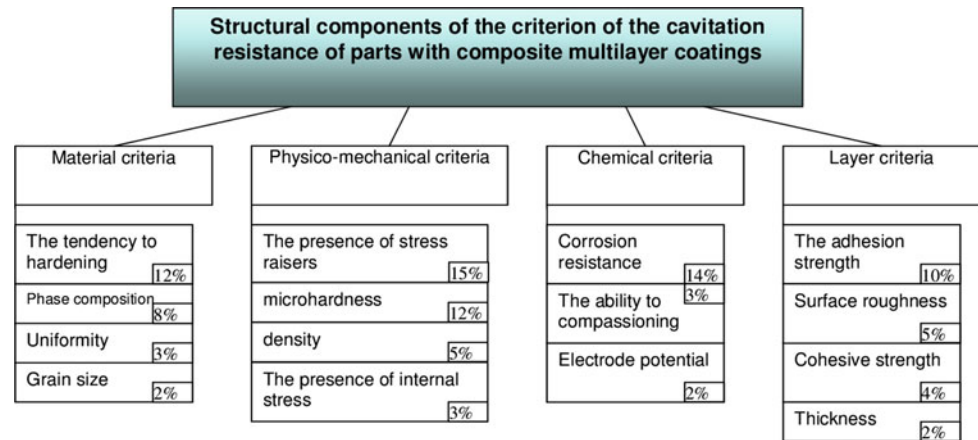 Structural components of the criterion of the cavitation
resistance of parts with composite multilayer coatings
Material criteria
The tendency to
hardening
12%
Phase composition
8%
Uniformity
3%
Grain size
2%
Physico-mechanical criteria
The presence of stress
raisers
15%
microhardness
12%
density
5%
The presence of internal
stress
3%
Chemical criteria
Corrosion
resistance
14%
3%
The ability to
compassioning
Electrode potential
2%
Layer criteria
The adhesion
strength
10%
Surface roughness
5%
Cohesive strength
4%
Thickness
2%